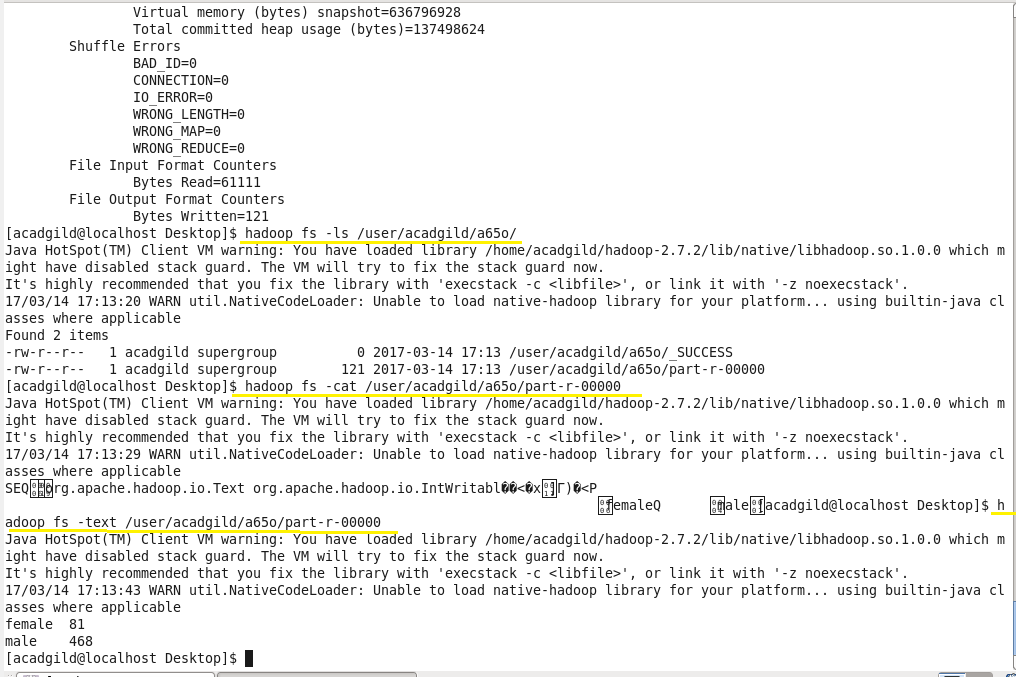 Virtual memory (bytes) snapshot=636796928
Total committed heap usage (bytes)=137498624
Shuffle Errors
BAD_ID=0
CONNECTION=0
IO_ERROR=0
WRONG_LENGTH=0
WRONG_MAP=0
WRONG_REDUCE=0
File Input Format Counters
Bytes Read=61111
File Output Format Counters
Bytes Written=121
[acadgild@localhost Desktop]$ hadoop fs -ls /user/acadgild/a65o/
Java HotSpot(TM) Client VM warning: You have loaded library /home/acadgild/hadoop-2.7.2/lib/native/libhadoop.so.1.0.0 which m
ight have disabled stack guard. The VM will try to fix the stack guard now.
It's highly recommended that you fix the library with 'execstack -c <libfile>', or link it with '-z noexecstack'.
17/03/14 17:13:20 WARN util.NativeCodeLoader: Unable to load native-hadoop library for your platform... using builtin-java cl
asses where applicable
Found 2 items
-rw-r--r--   1 acadgild supergroup          0 2017-03-14 17:13 /user/acadgild/a65o/_SUCCESS
-rw-r--r--   1 acadgild supergroup        121 2017-03-14 17:13 /user/acadgild/a65o/part-r-00000
[acadgild@localhost Desktop]$ hadoop fs -cat /user/acadgild/a65o/part-r-00000
Java HotSpot(TM) Client VM warning: You have loaded library /home/acadgild/hadoop-2.7.2/lib/native/libhadoop.so.1.0.0 which m
ight have disabled stack guard. The VM will try to fix the stack guard now.
It's highly recommended that you fix the library with 'execstack -c <libfile>', or link it with '-z noexecstack'.
17/03/14 17:13:29 WARN util.NativeCodeLoader: Unable to load native-hadoop library for your platform... using builtin-java cl
asses where applicable
SEQ org.apache.hadoop.io.Text org.apache.hadoop.io.IntWritabl��<�x Γ)�<P
femaleQ male [acadgild@localhost Desktop]$ h
adoop fs -text /user/acadgild/a65o/part-r-00000
Java HotSpot(TM) Client VM warning: You have loaded library /home/acadgild/hadoop-2.7.2/lib/native/libhadoop.so.1.0.0 which m
ight have disabled stack guard. The VM will try to fix the stack guard now.
It's highly recommended that you fix the library with 'execstack -c <libfile>', or link it with '-z noexecstack'.
17/03/14 17:13:43 WARN util.NativeCodeLoader: Unable to load native-hadoop library for your platform... using builtin-java cl
asses where applicable
female  81
male    468
[acadgild@localhost Desktop]$